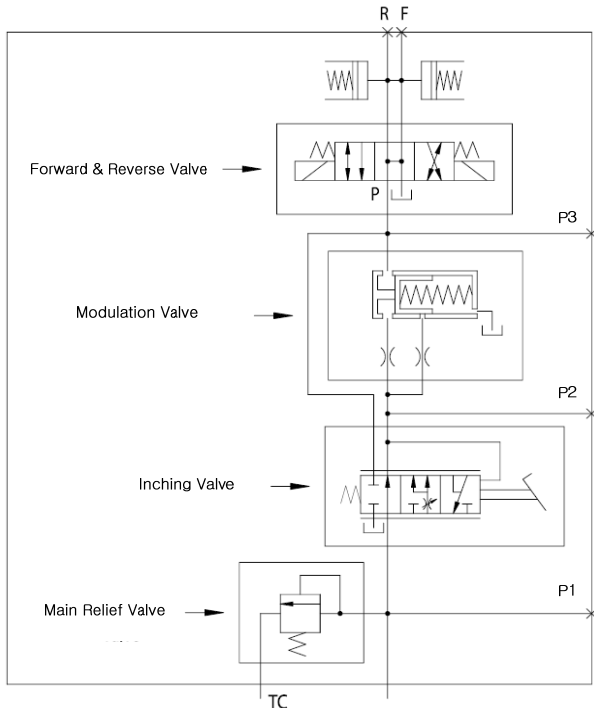 R F
Forward & Reverse Valve
P
P3
Modulation Valve
P2
Inching Valve
P1
Main Relief Valve
TC